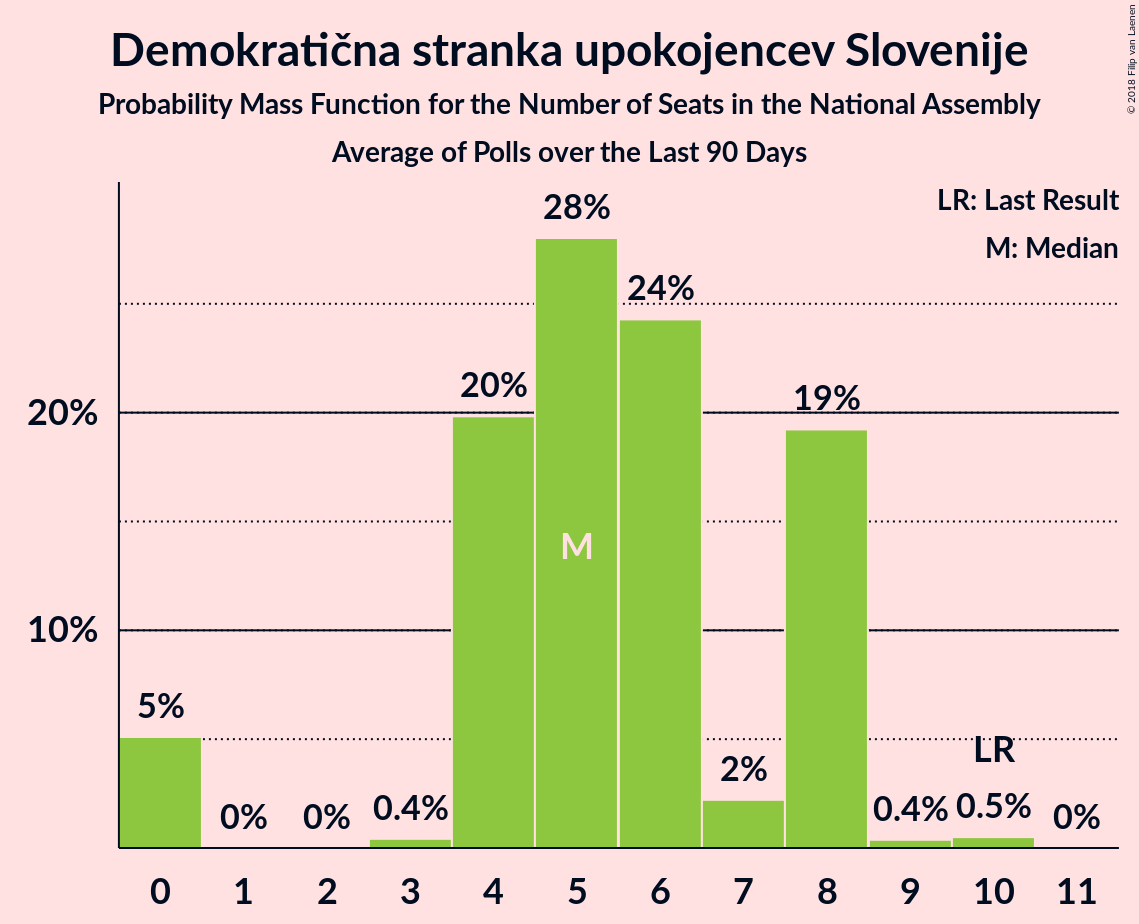 Demokratična stranka upokojencev Slovenije
Probability Mass Function for the Number of Seats in the National Assembly
Average of Polls over the Last 90 Days
© 2018 Filip van Laenen
LR: Last Result
M: Median
28%
24%
20%
20%
19%
M
10%
5%
LR
2%
0%
0%
0.4%
0.4%
0.5%
0%
0 1 2 3 4 5 6 7 8 9 10 11